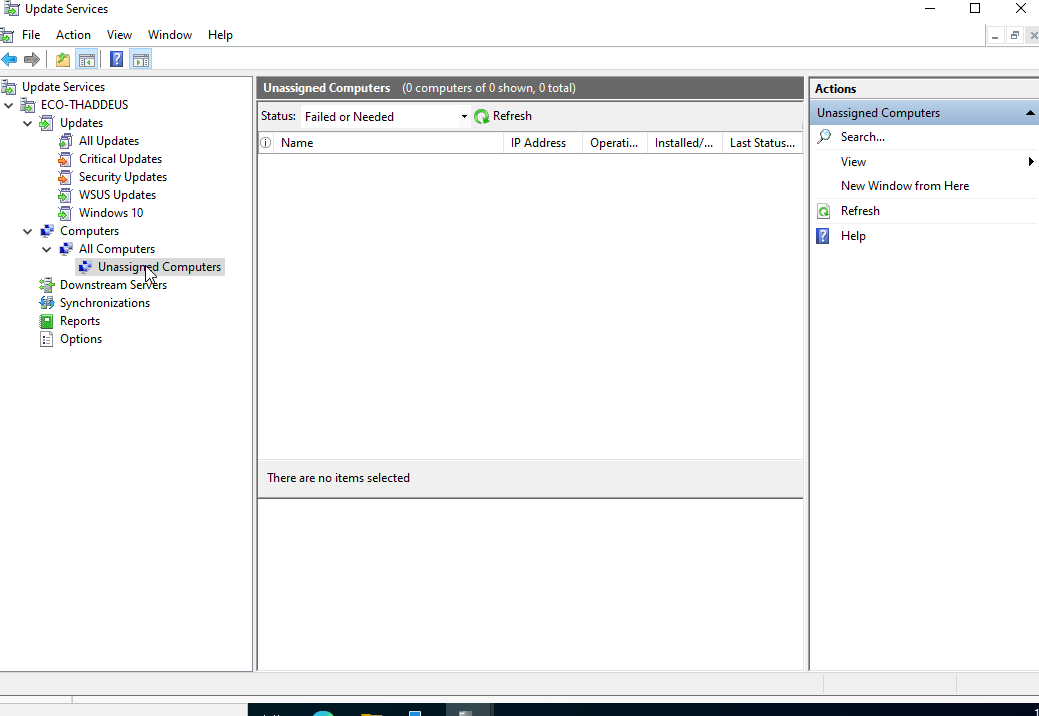 Update Services
File Action View Window Help
Update Services
ECO-THADDEUS
Updates
All Updates
Critical Updates
Security Updates
WSUS Updates
Windows 10
Computers
All Computers
Unassigned Computers
Downstream Servers
Synchronizations
Reports
Options
Unassigned Computers (0 computers of 0 shown, 0 total)
Status: Failed or Needed Refresh
Name IP Address Operati... Installed/... Last Status...
There are no items selected
Actions
Unassigned Computers
Search...
View
New Window from Here
Refresh
Help